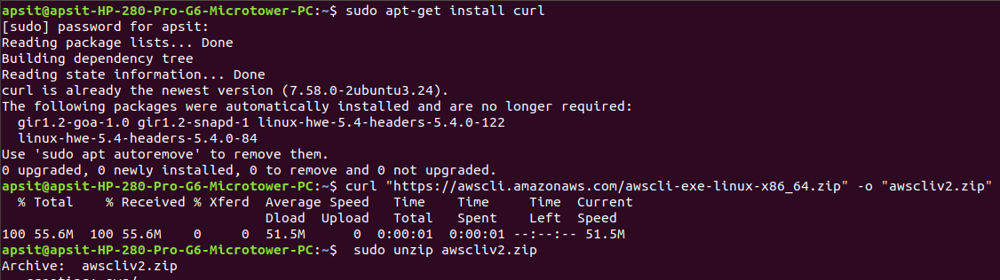 apsit@apsit-HP-280-Pro-G6-Microtower-PC:~$ sudo apt-get install curl
[sudo] password for apsit:
Reading package lists... Done
Building dependency tree
Reading state information... Done
curl is already the newest version (7.58.0-2ubuntu3.24).
The following packages were automatically installed and are no longer required:
  gir1.2-goa-1.0 gir1.2-snapd-1 linux-hwe-5.4-headers-5.4.0-122
  linux-hwe-5.4-headers-5.4.0-84
Use 'sudo apt autoremove' to remove them.
0 upgraded, 0 newly installed, 0 to remove and 0 not upgraded.
apsit@apsit-HP-280-Pro-G6-Microtower-PC:~$ curl "https://awscli.amazonaws.com/awscli-exe-linux-x86_64.zip" -o "awscliv2.zip"
  % Total    % Received % Xferd  Average Speed   Time    Time     Time  Current
                                 Dload  Upload   Total   Spent    Left  Speed
100 55.6M  100 55.6M    0     0  51.5M      0  0:00:01  0:00:01 --:--:-- 51.5M
apsit@apsit-HP-280-Pro-G6-Microtower-PC:~$  sudo unzip awscliv2.zip
Archive:  awscliv2.zip